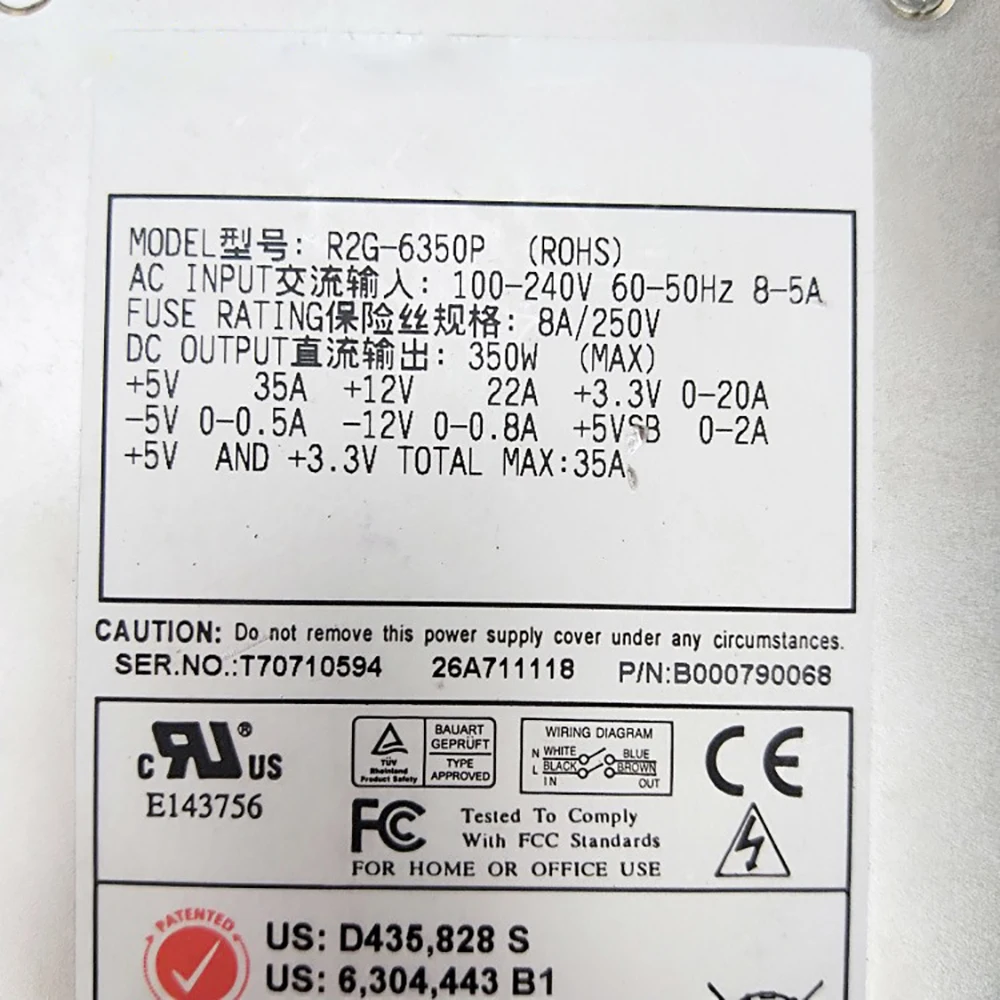 MODEL型号: R2G-6350P (ROHS)
AC INPUT交流输入: 100-240V 60-50Hz 8-5A
FUSE RATING保险丝规格: 8A/250V
DC OUTPUT直流输出: 350W (MAX)
+5V 35A +12V 22A +3.3V 0-20A
-5V 0-0.5A -12V 0-0.8A +5VSB 0-2A
+5V AND +3.3V TOTAL MAX:35A
CAUTION: Do not remove this power supply cover under any circumstances.
SER.NO.:T70710594 26A711118 P/N:B000790068
c RU ® US
E143756
TÜV
Rheinland
Product Safety
BAUART
GEPRÜFT
TYPE
APPROVED
WIRING DIAGRAM
N WHITE BLUE
L BLACK BROWN
IN OUT
CE
FC Tested To Comply
With FCC Standards
FOR HOME OR OFFICE USE
PATENTED
US: D435,828 S
US: 6,304,443 B1